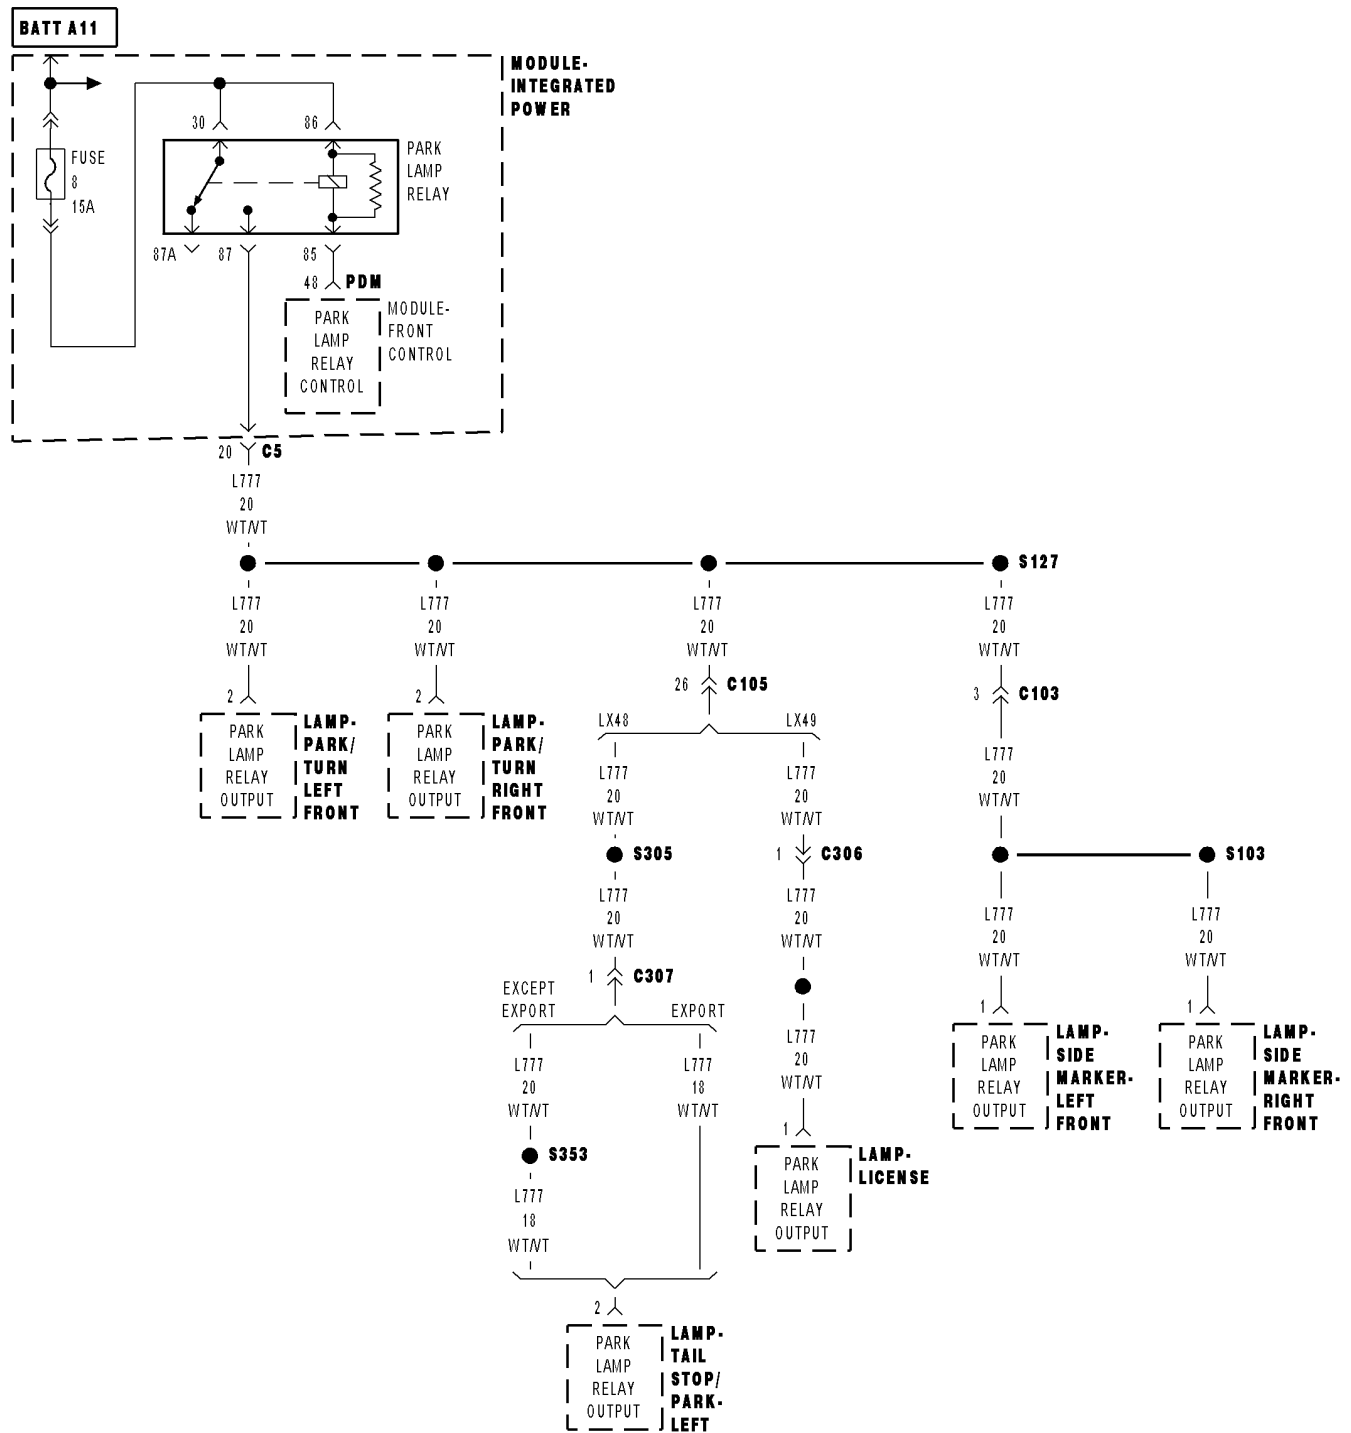 BATT A11
MODULE-
INTEGRATED
POWER
30
86
FUSE
8
15A
PARK
LAMP
RELAY
87A
87
85
48
PDM
PARK
LAMP
RELAY
CONTROL
MODULE-
FRONT
CONTROL
20
C5
L777
20
WT/VT
S127
L777
20
WT/VT
L777
20
WT/VT
L777
20
WT/VT
L777
20
WT/VT
2
PARK
LAMP
RELAY
OUTPUT
LAMP-
PARK/
TURN
LEFT
FRONT
2
PARK
LAMP
RELAY
OUTPUT
LAMP-
PARK/
TURN
RIGHT
FRONT
26
C105
3
C103
LX48
LX49
L777
20
WT/VT
L777
20
WT/VT
L777
20
WT/VT
S305
1
C306
S103
L777
20
WT/VT
L777
20
WT/VT
L777
20
WT/VT
L777
20
WT/VT
1
C307
EXCEPT
EXPORT
EXPORT
L777
20
WT/VT
L777
18
WT/VT
L777
20
WT/VT
1
PARK
LAMP
RELAY
OUTPUT
LAMP-
SIDE
MARKER-
LEFT
FRONT
1
PARK
LAMP
RELAY
OUTPUT
LAMP-
SIDE
MARKER-
RIGHT
FRONT
S353
1
PARK
LAMP
RELAY
OUTPUT
LAMP-
LICENSE
L777
18
WT/VT
2
PARK
LAMP
RELAY
OUTPUT
LAMP-
TAIL
STOP/
PARK-
LEFT